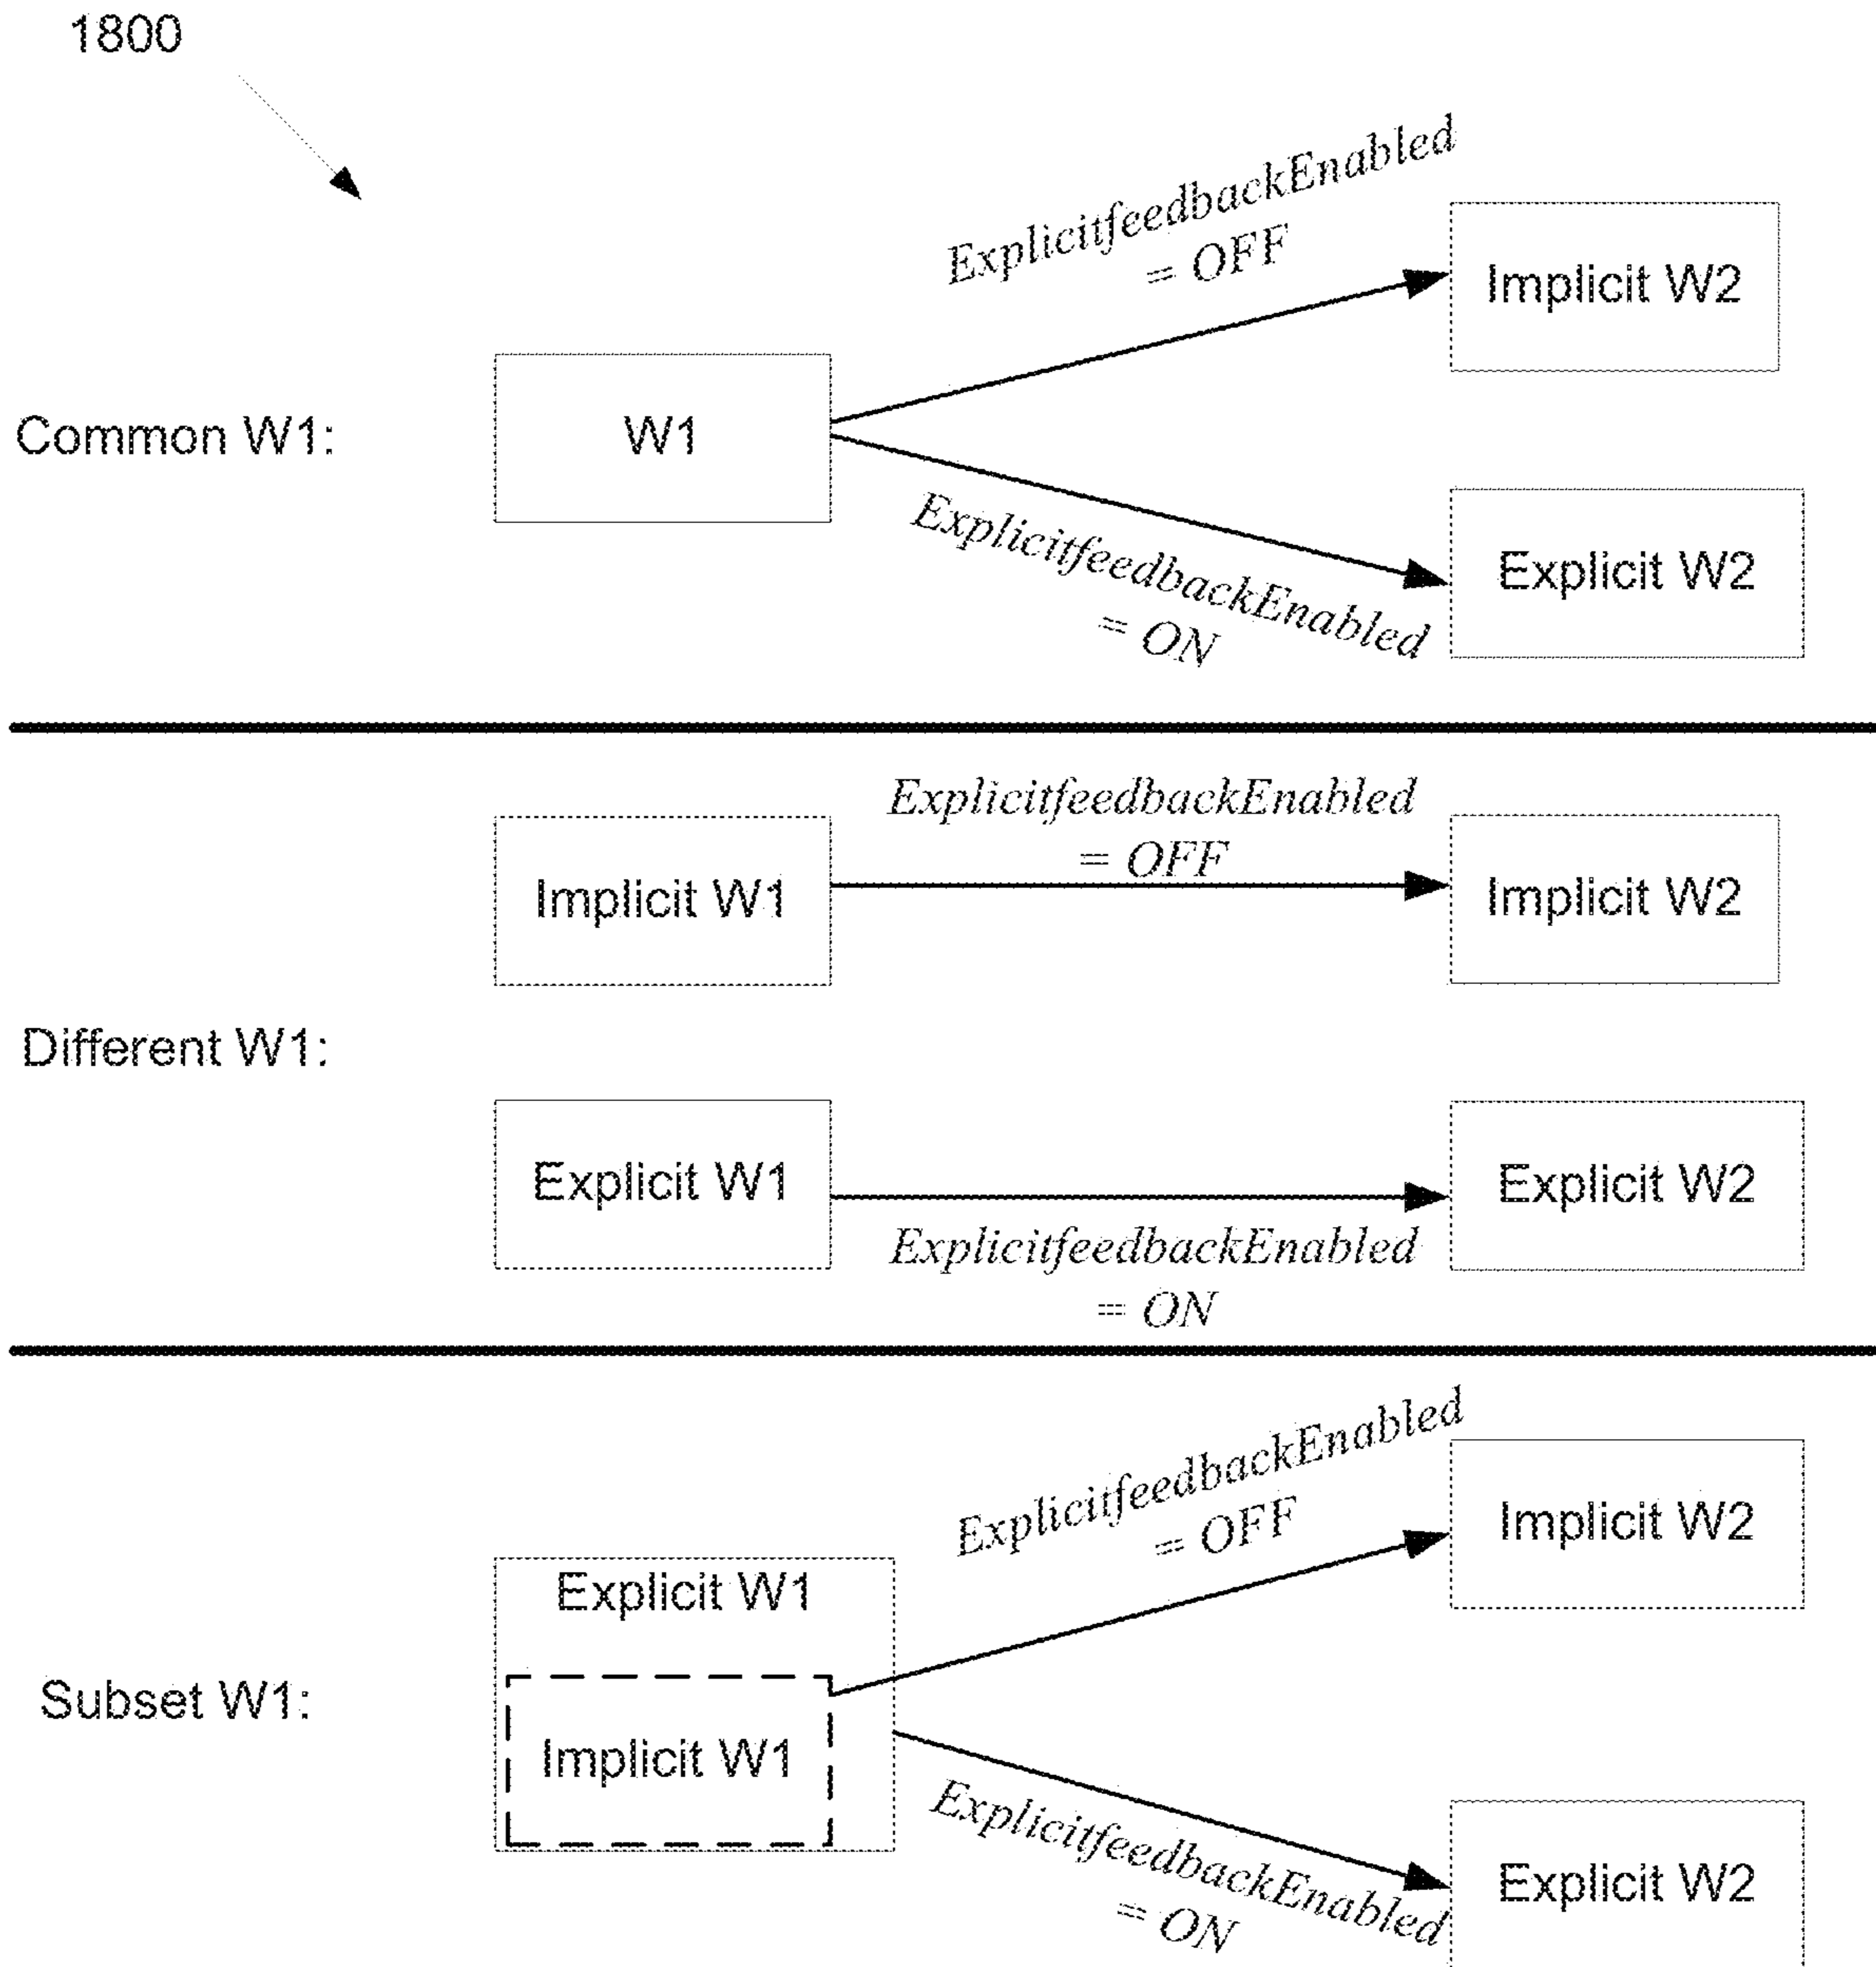 1800
ExplicitfeedbackEnabled
= OFF
Implicit W2
Common W1:
W1
ExplicitfeedbackEnabled
= ON
Explicit W2
ExplicitfeedbackEnabled
= OFF
Implicit W1
Implicit W2
Different W1:
Explicit W1
Explicit W2
ExplicitfeedbackEnabled
= ON
ExplicitfeedbackEnabled
= OFF
Implicit W2
Explicit W1
Subset W1:
Implicit W1
ExplicitfeedbackEnabled
= ON
Explicit W2